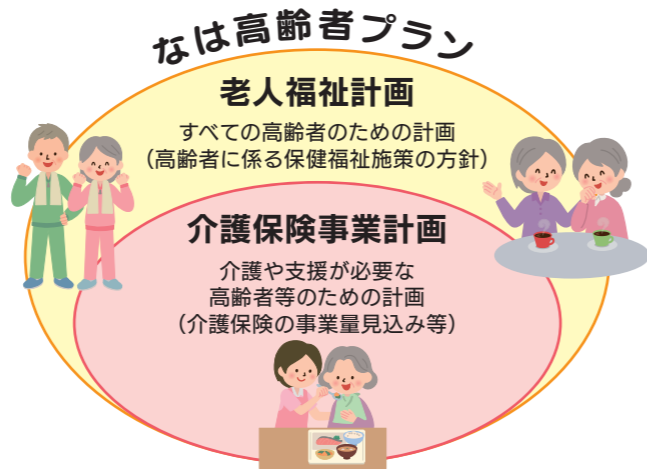 なは高齢者プラン
老人福祉計画
すべての高齢者のための計画
（高齢者に係る保健福祉施策の方針）
介護保険事業計画
介護や支援が必要な
高齢者等のための計画
（介護保険の事業量見込み等）